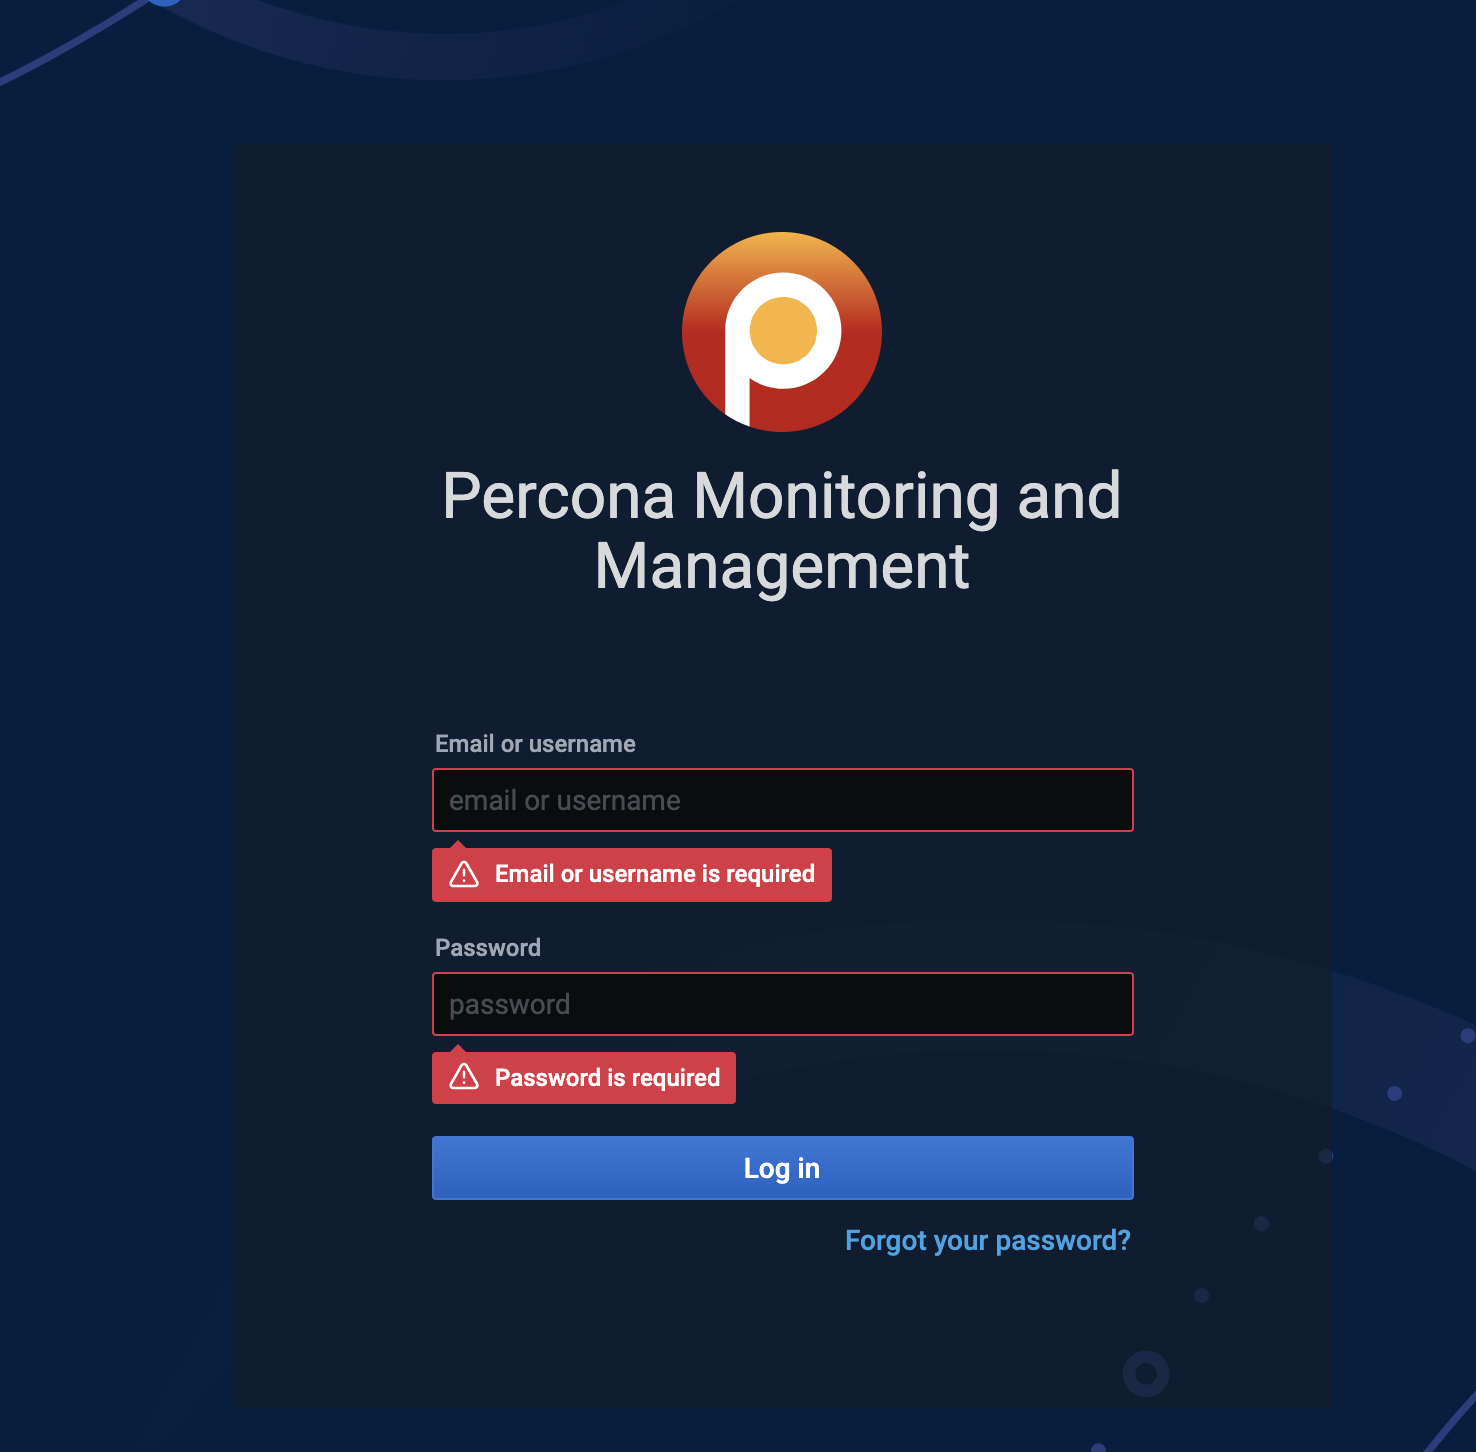 Percona Monitoring and
Management
Email or username
email or username
Email or username is required
Password
password
Password is required
Log in
Forgot your password?